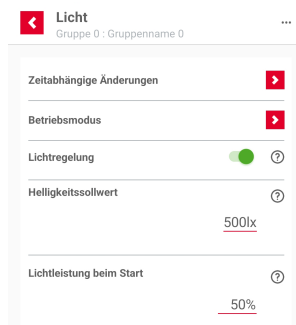 Licht
Gruppe 0 : Gruppenname 0
Zeitabhängige Änderungen
Betriebsmodus
Lichtregelung
Helligkeitssollwert
500lx
Lichtleistung beim Start
50%